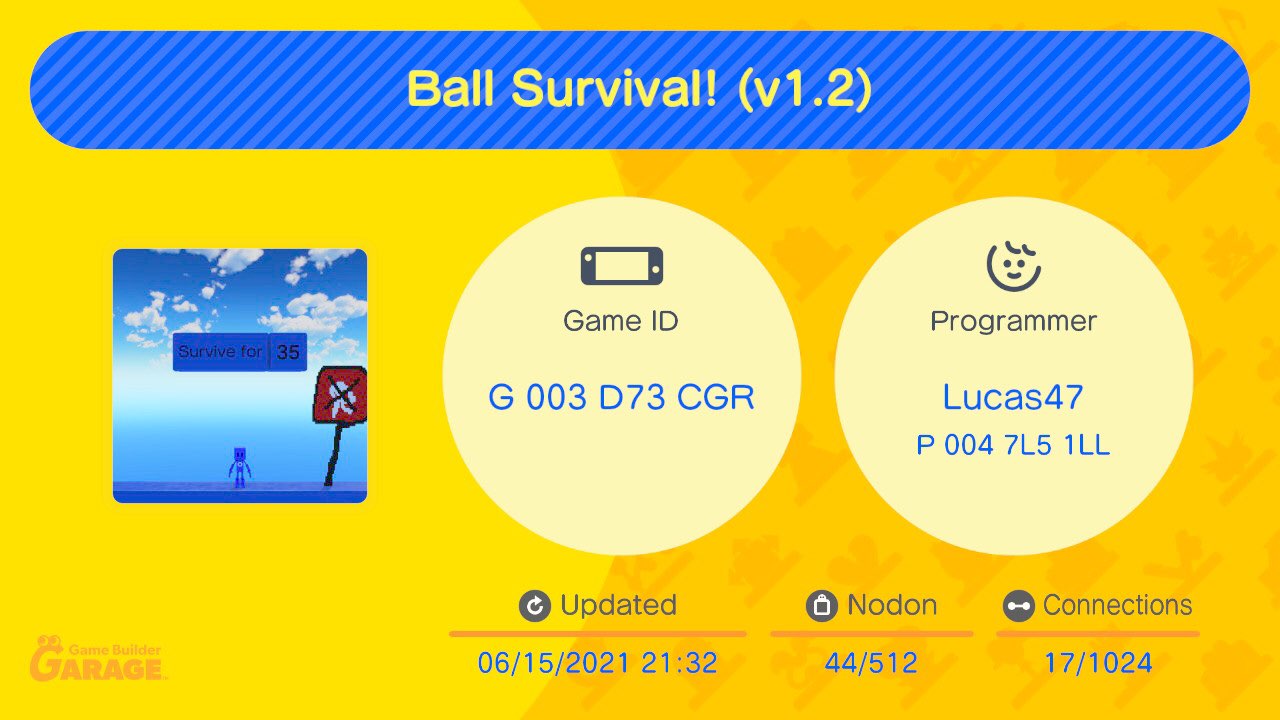 Ball Survival! (v1.2)
Survive for 35
Game ID
G 003 D73 CGR
Programmer
Lucas47
P 004 7L5 1LL
Updated
06/15/2021 21:32
Nodon
44/512
Connections
17/1024
Game Builder
GARAGE